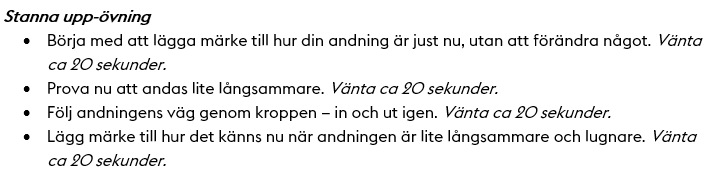 Stanna upp-övning
• Börja med att lägga märke till hur din andning är just nu, utan att förändra något. Vänta
ca 20 sekunder.
• Prova nu att andas lite långsammare. Vänta ca 20 sekunder.
• Följ andningens väg genom kroppen – in och ut igen. Vänta ca 20 sekunder.
• Lägg märke till hur det känns nu när andningen är lite långsammare och lugnare. Vänta
ca 20 sekunder.